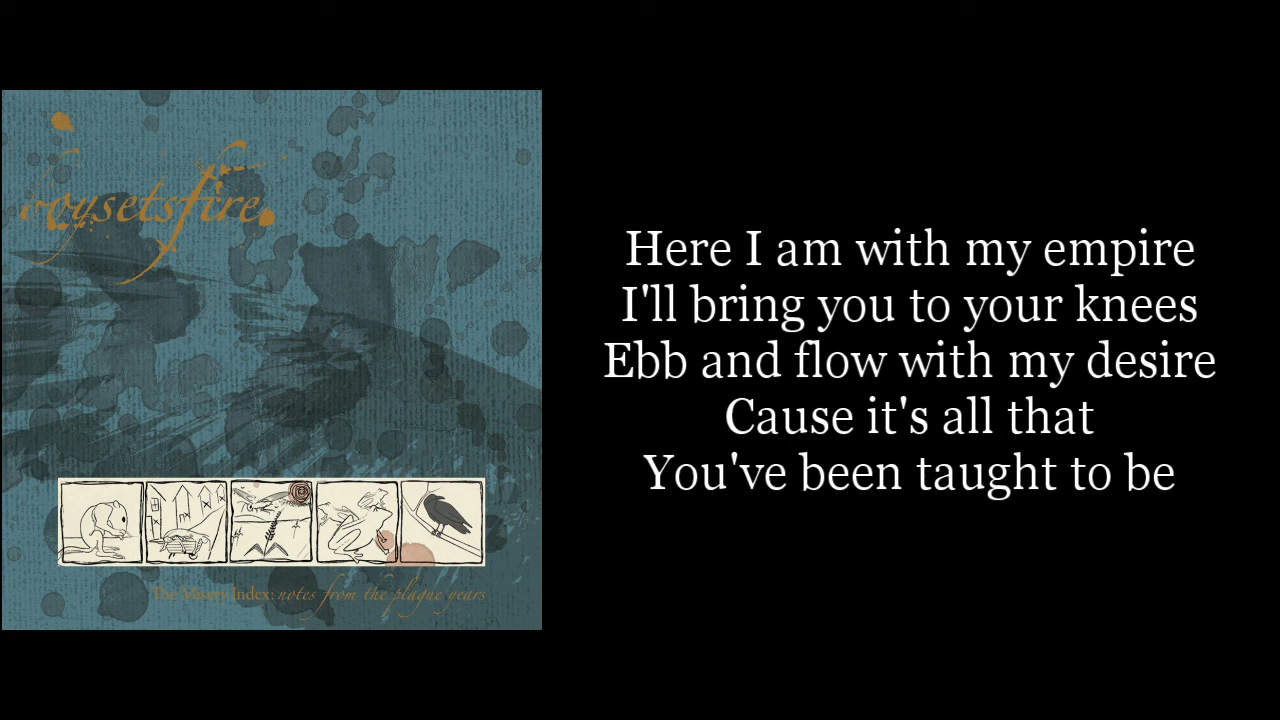 boysetsfire
The Misery Index: notes from the plague years
Here I am with my empire
I'll bring you to your knees
Ebb and flow with my desire
Cause it's all that
You've been taught to be